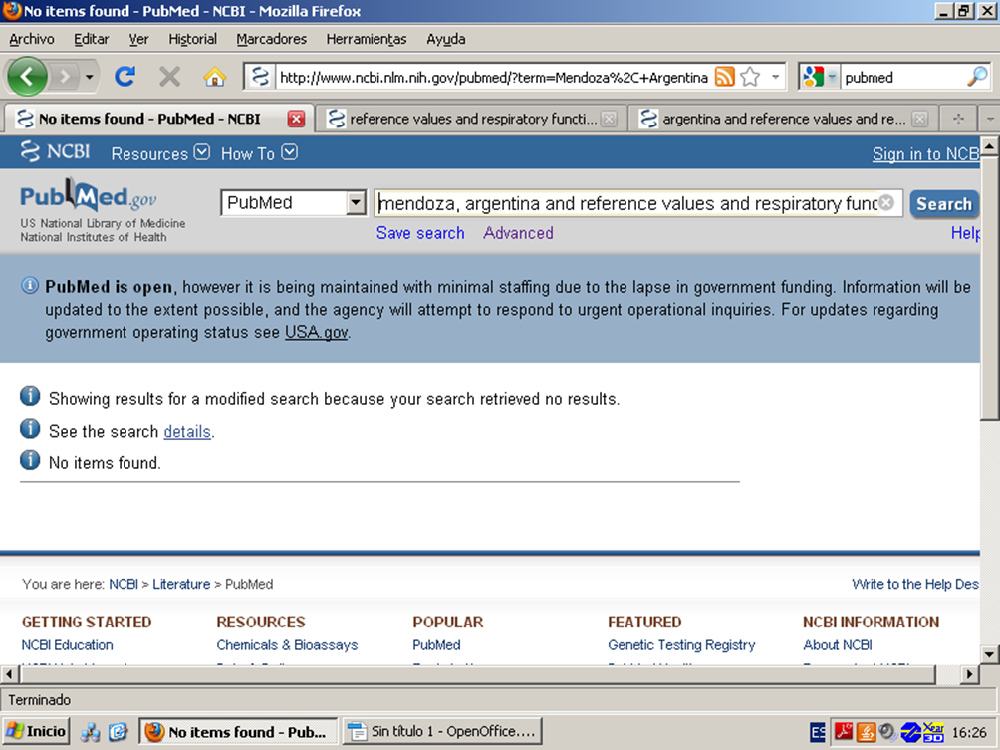 No items found - PubMed - NCBI - Mozilla Firefox
Archivo Editar Ver Historial Marcadores Herramientas Ayuda
http://www.ncbi.nlm.nih.gov/pubmed/?term=Mendoza%2C+Argentina pubmed
No items found - PubMed - NCBI reference values and respiratory functi... argentina and reference values and re...
NCBI Resources How To Sign in to NCB
PubMed.gov
US National Library of Medicine
National Institutes of Health
PubMed mendoza, argentina and reference values and respiratory func Search
Save search Advanced Help
PubMed is open, however it is being maintained with minimal staffing due to the lapse in government funding. Information will be
updated to the extent possible, and the agency will attempt to respond to urgent operational inquiries. For updates regarding
government operating status see USA.gov.
Showing results for a modified search because your search retrieved no results.
See the search details.
No items found.
You are here: NCBI > Literature > PubMed Write to the Help Des
GETTING STARTED RESOURCES POPULAR FEATURED NCBI INFORMATION
NCBI Education Chemicals & Bioassays PubMed Genetic Testing Registry About NCBI
Terminado
Inicio No items found - Pub... Sin título 1 - OpenOffice.... ES 16:26